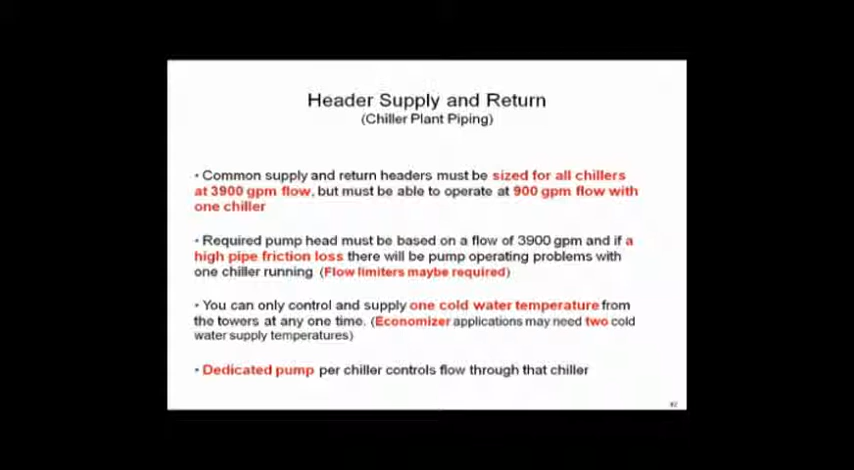 Header Supply and Return
(Chiller Plant Piping)
• Common supply and return headers must be sized for all chillers
at 3900 gpm flow, but must be able to operate at 900 gpm flow with
one chiller
• Required pump head must be based on a flow of 3900 gpm and if a
high pipe friction loss there will be pump operating problems with
one chiller running (Flow limiters maybe required)
• You can only control and supply one cold water temperature from
the towers at any one time. (Economizer applications may need two cold
water supply temperatures)
• Dedicated pump per chiller controls flow through that chiller